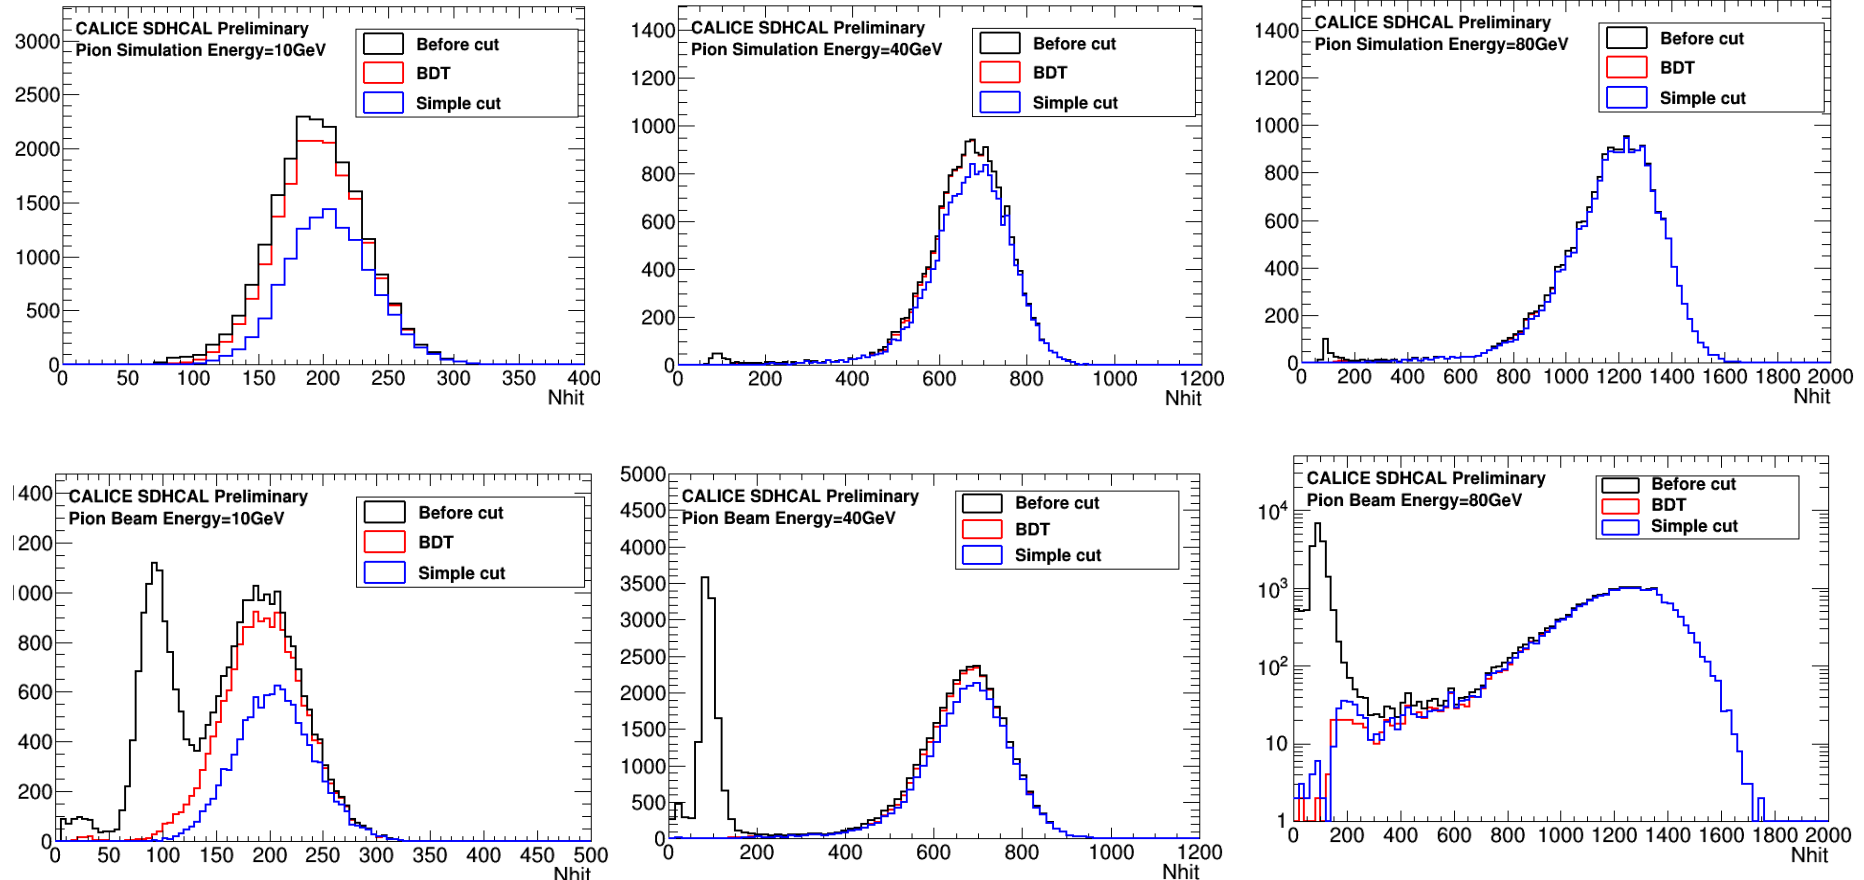 CALICE SDHCAL Preliminary
Pion Simulation Energy=10GeV
Before cut
BDT
Simple cut
3000
2500
2000
1500
1000
500
0
0 50 100 150 200 250 300 350 400
Nhit
CALICE SDHCAL Preliminary
Pion Simulation Energy=40GeV
Before cut
BDT
Simple cut
1400
1200
1000
800
600
400
200
0
0 200 400 600 800 1000 1200
Nhit
CALICE SDHCAL Preliminary
Pion Simulation Energy=80GeV
Before cut
BDT
Simple cut
1400
1200
1000
800
600
400
200
0
0 200 400 600 800 1000 1200 1400 1600 1800 2000
Nhit
CALICE SDHCAL Preliminary
Pion Beam Energy=10GeV
Before cut
BDT
Simple cut
400
200
000
800
600
400
200
0
0 50 100 150 200 250 300 350 400 450 500
Nhit
CALICE SDHCAL Preliminary
Pion Beam Energy=40GeV
Before cut
BDT
Simple cut
5000
4500
4000
3500
3000
2500
2000
1500
1000
500
0
0 200 400 600 800 1000 1200
Nhit
CALICE SDHCAL Preliminary
Pion Beam Energy=80GeV
Before cut
BDT
Simple cut
10⁴
10³
10²
10
1
0 200 400 600 800 1000 1200 1400 1600 1800 2000
Nhit